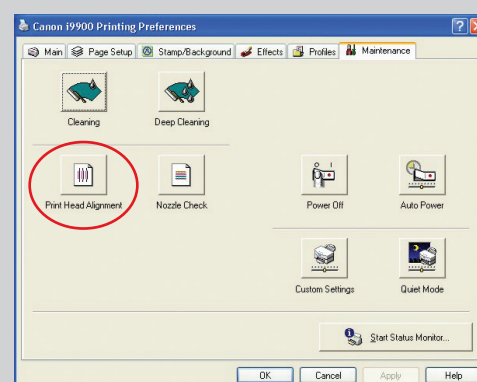 Canon i9900 Printing Preferences
Main Page Setup Stamp/Background Effects Profiles Maintenance
Cleaning Deep Cleaning
Print Head Alignment Nozzle Check Power Off Auto Power
Custom Settings Quiet Mode
Start Status Monitor...
OK Cancel Apply Help